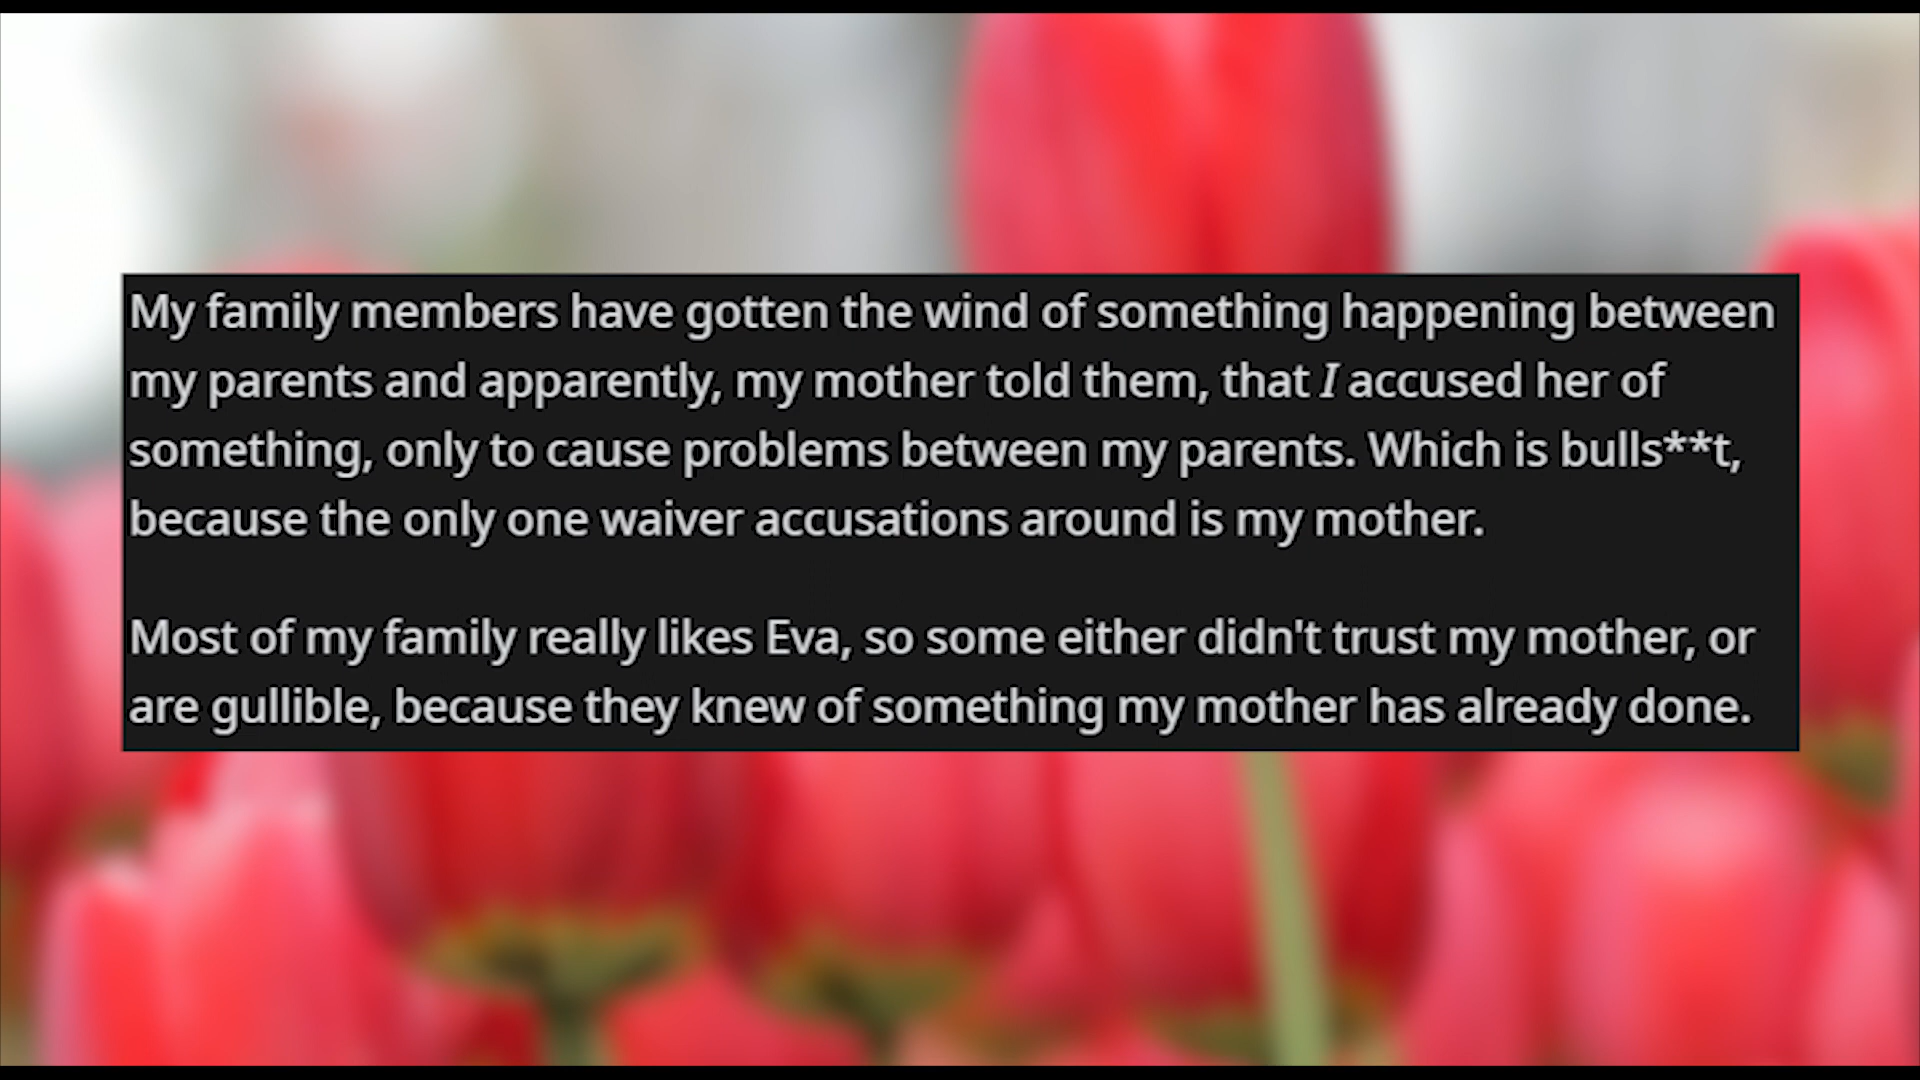 My family members have gotten the wind of something happening between
my parents and apparently, my mother told them, that I accused her of
something, only to cause problems between my parents. Which is bulls**t,
because the only one waiver accusations around is my mother.
Most of my family really likes Eva, so some either didn't trust my mother, or
are gullible, because they knew of something my mother has already done.